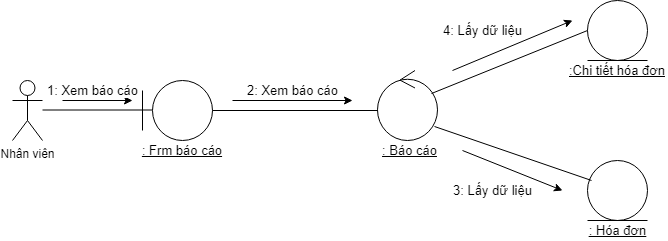 4: Lấy dữ liệu
:Chi tiết hóa đơn
1: Xem báo cáo
2: Xem báo cáo
Nhân viên
: Frm báo cáo
: Báo cáo
3: Lấy dữ liệu
: Hóa đơn